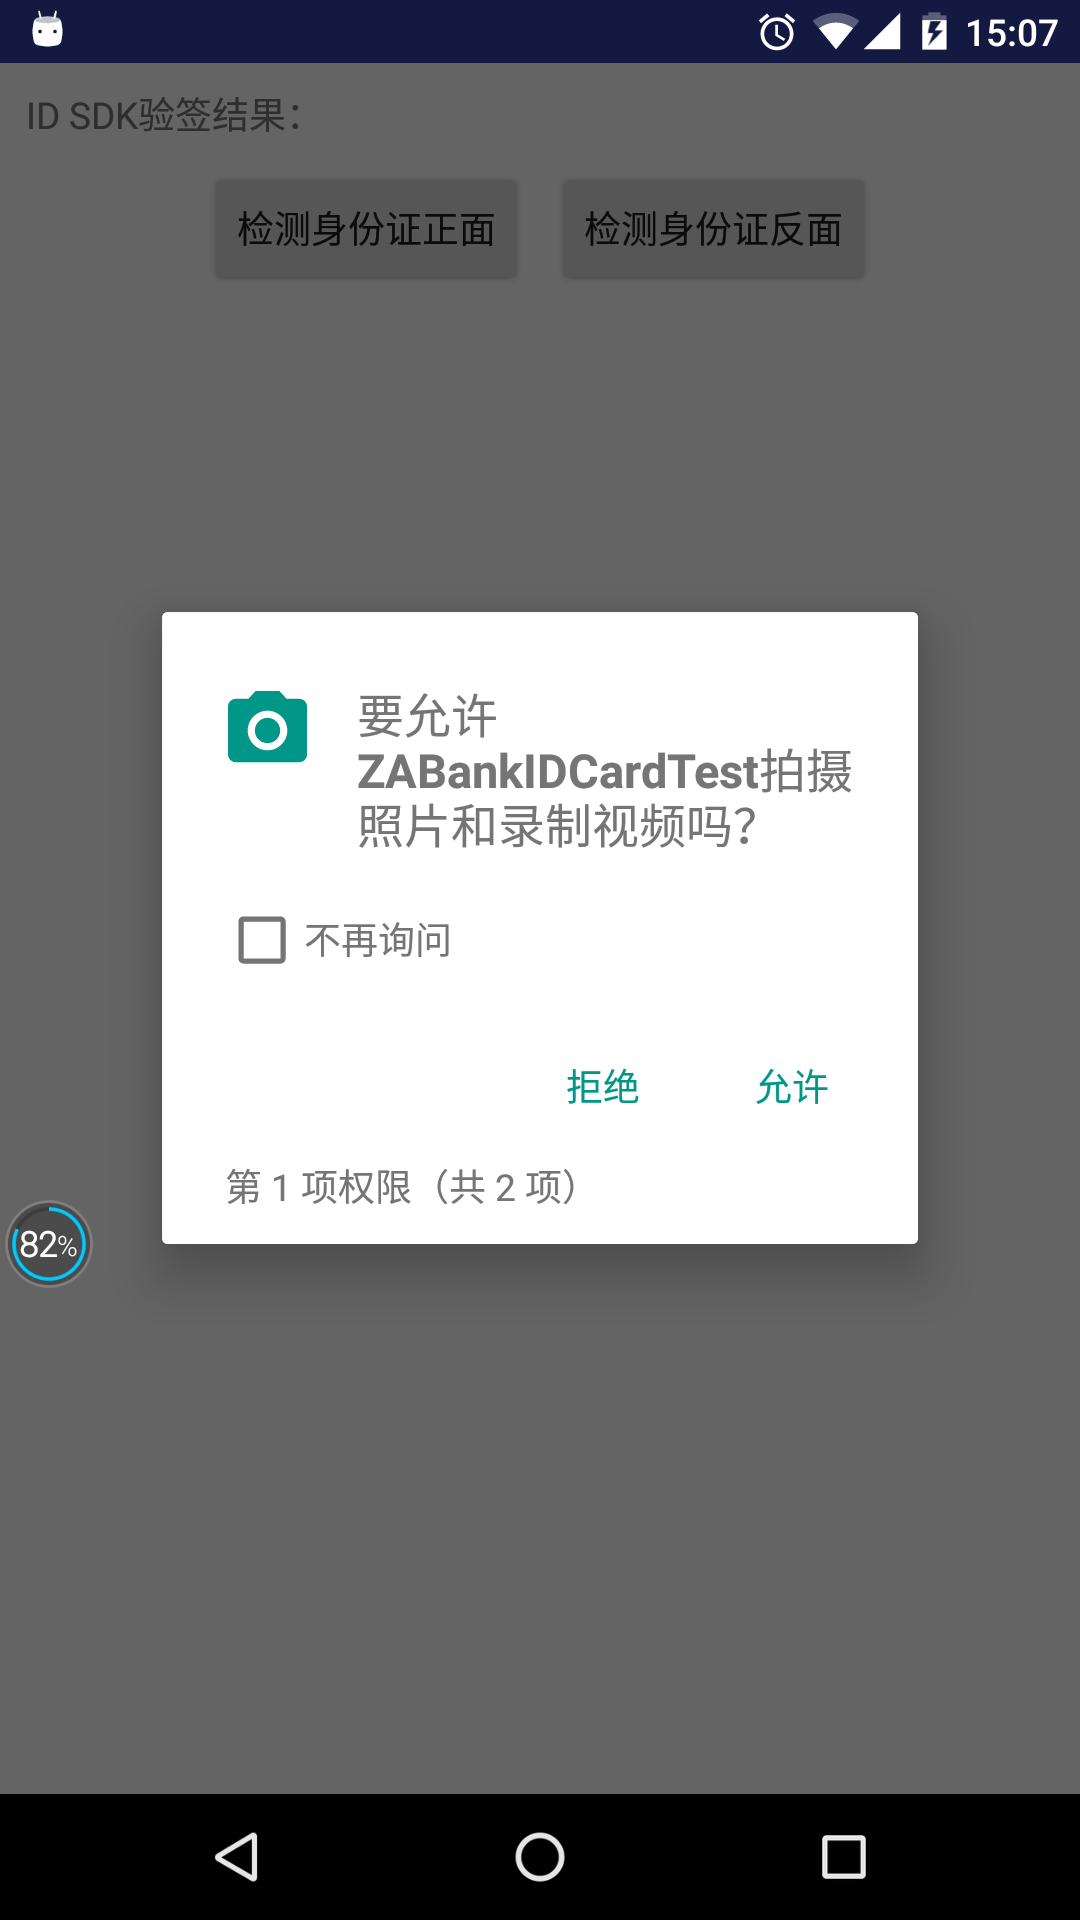 15:07
ID SDK验签结果：
检测身份证正面 检测身份证反面
要允许
ZABankIDCardTest拍摄
照片和录制视频吗？
不再询问
拒绝 允许
第 1 项权限（共 2 项）
82%